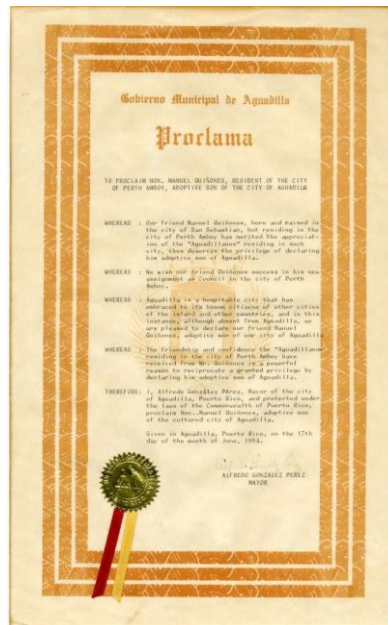 Gobierno Municipal de Aguadilla
Proclama
TO PROCLAIM HON. MANUEL QUIÑONES, RESIDENT OF THE CITY
OF PERTH AMBOY, ADOPTIVE SON OF THE CITY OF AGUADILLA
WHEREAS : Our friend Manuel Quiñones, born and raised in
the city of San Sebastian, but residing in the
city of Perth Amboy has merited the appreciat-
ion of the "Aguadillanos" residing in such
city, thus deserves the privilege of declaring
him adoptive son of Aguadilla.
WHEREAS : We wish our friend Quiñones success in his new
assignment as Council in the city of Perth
Amboy.
WHEREAS : Aguadilla is a hospitable city that has
embraced to its bosom citizens of other cities
of the island and other countries, and in this
instance, although absent from Aguadilla, we
are pleased to declare our friend Manuel
Quiñones, adoptive son of our city of Aguadilla
WHEREAS : The friendship and confidence the "Aguadillanos
residing in the city of Perth Amboy have
received from Mr. Quiñones is a powerful
reason to reciprocate a granted privilege by
declaring him adoptive son of Aguadilla.
THEREFORE: I, Alfredo González Pérez, Mayor of the city
of Aguadilla, Puerto Rico, and protected under
the laws of the Commonwealth of Puerto Rico,
proclaim Hon. Manuel Quiñones, adoptive son
of the cultured city of Aguadilla.
Given in Aguadilla, Puerto Rico, on the 17th
day of the month of June, 1984.
ALFREDO GONZALEZ PEREZ
MAYOR